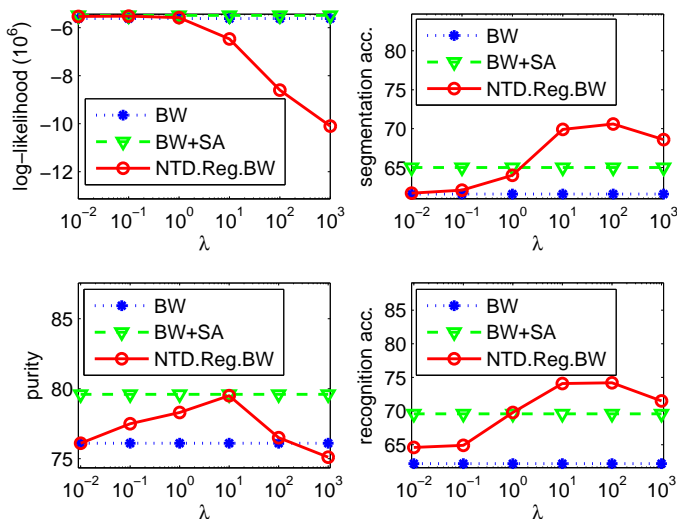 log−likelihood (10^6)
−6
−8
−10
−12
BW
BW+SA
NTD.Reg.BW
10^−2 10^−1 10^0 10^1 10^2 10^3
λ
segmentation acc.
80
75
70
65
BW
BW+SA
NTD.Reg.BW
10^−2 10^−1 10^0 10^1 10^2 10^3
λ
purity
85
80
75
BW
BW+SA
NTD.Reg.BW
10^−2 10^−1 10^0 10^1 10^2 10^3
λ
recognition acc.
85
80
75
70
65
BW
BW+SA
NTD.Reg.BW
10^−2 10^−1 10^0 10^1 10^2 10^3
λ